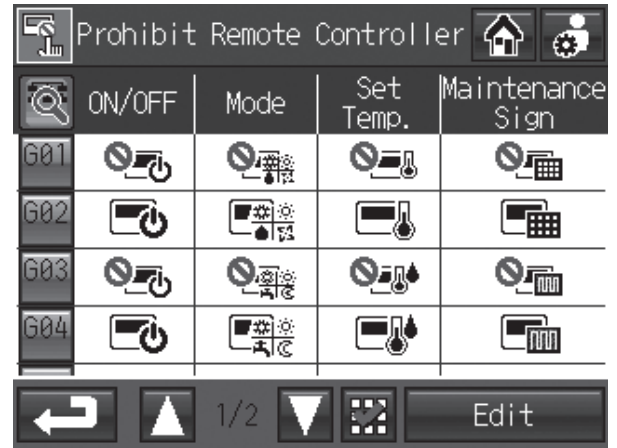 Prohibit Remote Controller
ON/OFF Mode Set Temp. Maintenance Sign
G01
G02
G03
G04
1/2 Edit